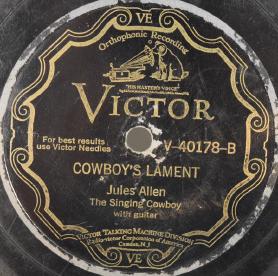 VE
Orthophonic Recording
"HIS MASTER'S VOICE"
VICTOR
For best results
use Victor Needles
V-40178-B
COWBOY'S LAMENT
Jules Allen
The Singing Cowboy
with guitar
VICTOR TALKING MACHINE DIVISION
Radio-Victor Corporation of America
Camden, N.J.
VE